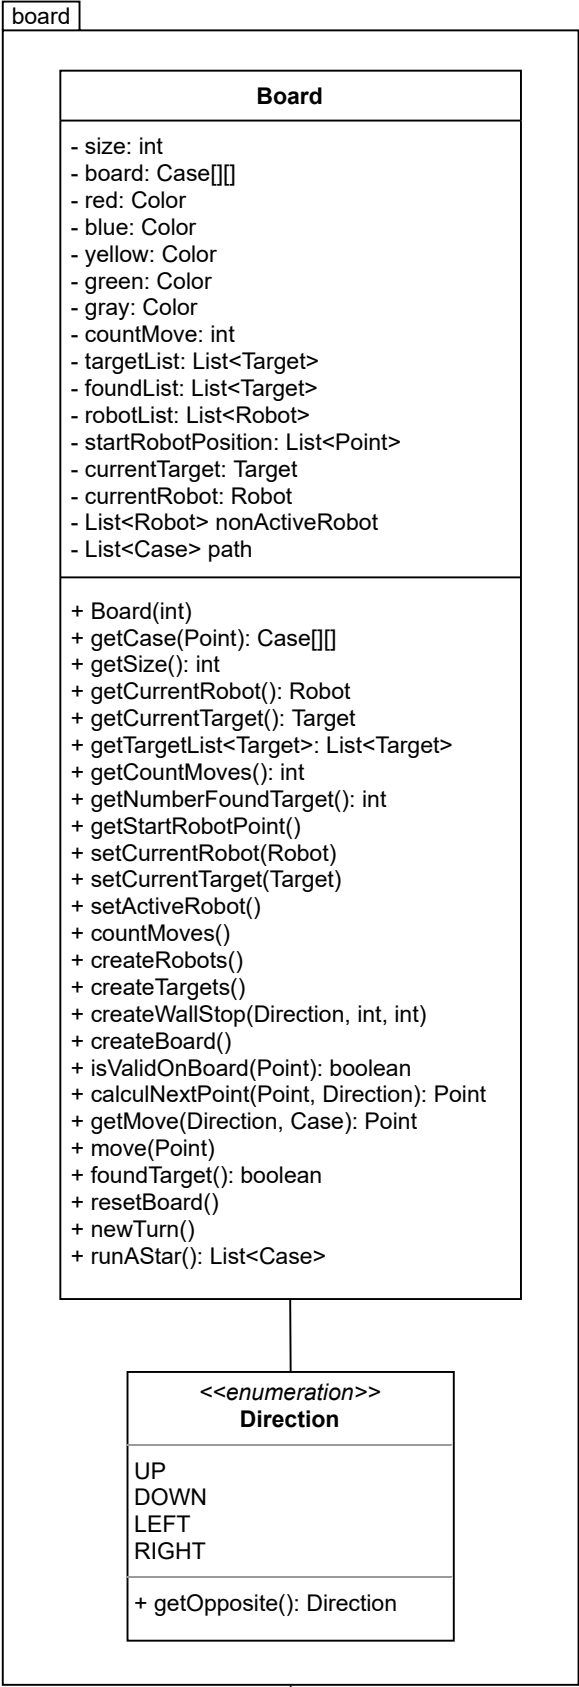 board
Board
- size: int
- board: Case[][]
- red: Color
- blue: Color
- yellow: Color
- green: Color
- gray: Color
- countMove: int
- targetList: List<Target>
- foundList: List<Target>
- robotList: List<Robot>
- startRobotPosition: List<Point>
- currentTarget: Target
- currentRobot: Robot
- List<Robot> nonActiveRobot
- List<Case> path
+ Board(int)
+ getCase(Point): Case[][]
+ getSize(): int
+ getCurrentRobot(): Robot
+ getCurrentTarget(): Target
+ getTargetList<Target>: List<Target>
+ getCountMoves(): int
+ getNumberFoundTarget(): int
+ getStartRobotPoint()
+ setCurrentRobot(Robot)
+ setCurrentTarget(Target)
+ setActiveRobot()
+ countMoves()
+ createRobots()
+ createTargets()
+ createWallStop(Direction, int, int)
+ createBoard()
+ isValidOnBoard(Point): boolean
+ calculNextPoint(Point, Direction): Point
+ getMove(Direction, Case): Point
+ move(Point)
+ foundTarget(): boolean
+ resetBoard()
+ newTurn()
+ runAStar(): List<Case>
<<enumeration>>
Direction
UP
DOWN
LEFT
RIGHT
+ getOpposite(): Direction